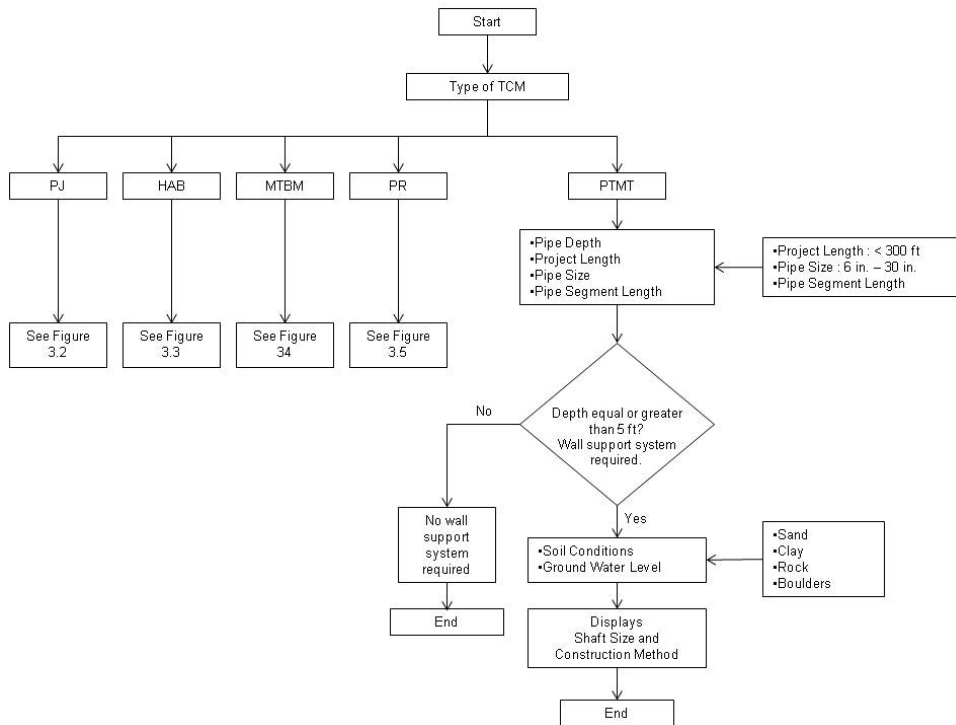 Start
Type of TCM
PJ
HAB
MTBM
PR
PTMT
▪Pipe Depth
▪Project Length
▪Pipe Size
▪Pipe Segment Length
▪Project Length : < 300 ft
▪Pipe Size : 6 in. – 30 in.
▪Pipe Segment Length
See Figure
3.2
See Figure
3.3
See Figure
34
See Figure
3.5
Depth equal or greater
than 5 ft?
Wall support system
required.
No
Yes
No wall
support
system
required
End
▪Soil Conditions
▪Ground Water Level
▪Sand
▪Clay
▪Rock
▪Boulders
Displays
Shaft Size and
Construction Method
End